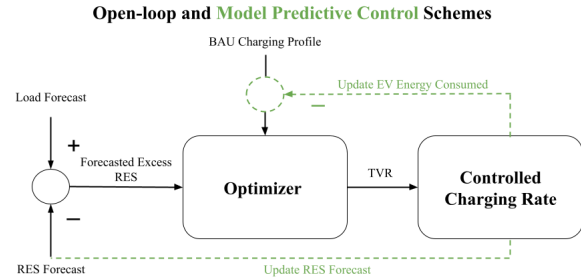 Open-loop and Model Predictive Control Schemes
BAU Charging Profile
Update EV Energy Consumed
−
Load Forecast
+
Forecasted Excess
RES
Optimizer
TVR
Controlled
Charging Rate
−
RES Forecast
Update RES Forecast